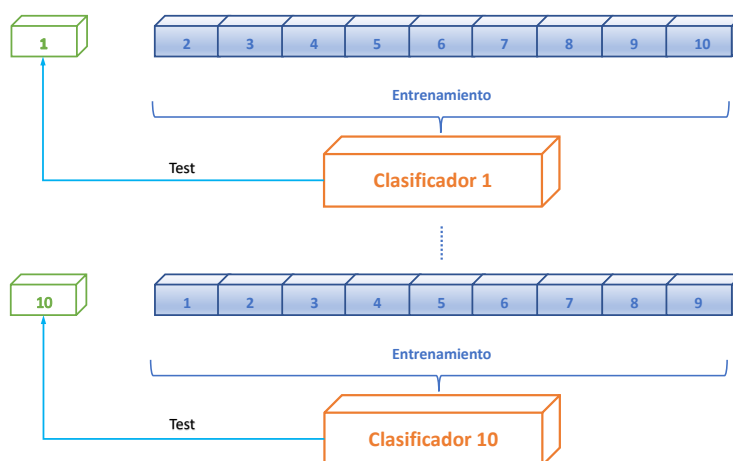 1 2 3 4 5 6 7 8 9 10
Entrenamiento
Test
Clasificador 1
10 1 2 3 4 5 6 7 8 9
Entrenamiento
Test
Clasificador 10